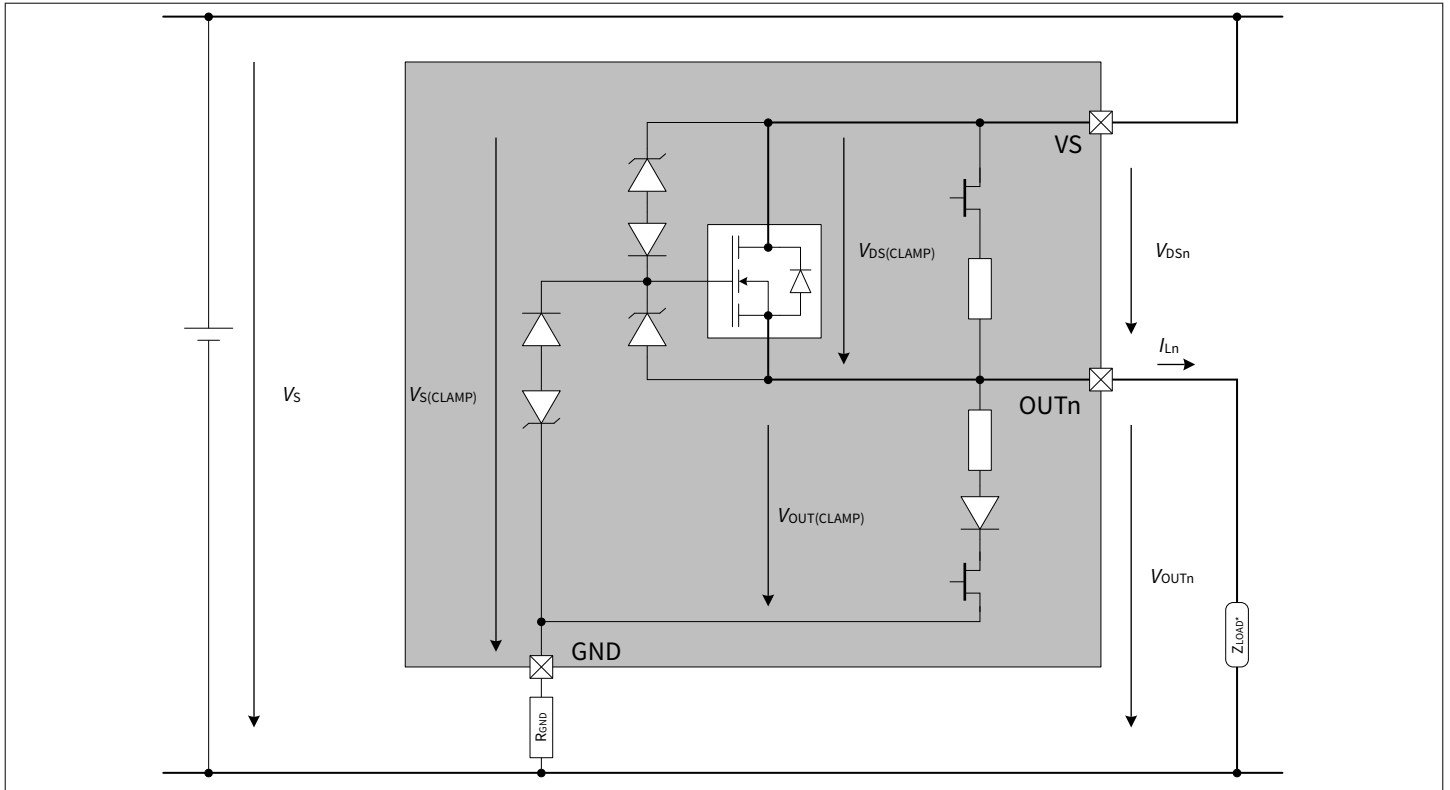 VS
VDS(CLAMP)
VDSn
ILn
VS
VS(CLAMP)
OUTn
VOUT(CLAMP)
VOUTn
ZLOAD*
GND
RGND